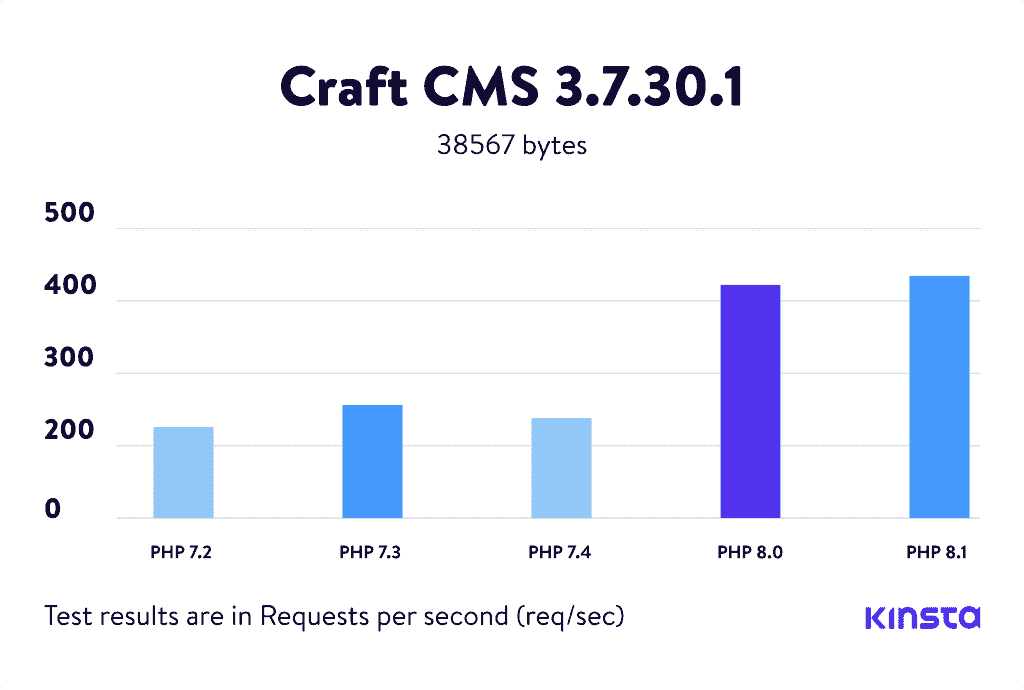 Craft CMS 3.7.30.1
38567 bytes
500
400
300
200
0
PHP 7.2 PHP 7.3 PHP 7.4 PHP 8.0 PHP 8.1
Test results are in Requests per second (req/sec)
KINSTA